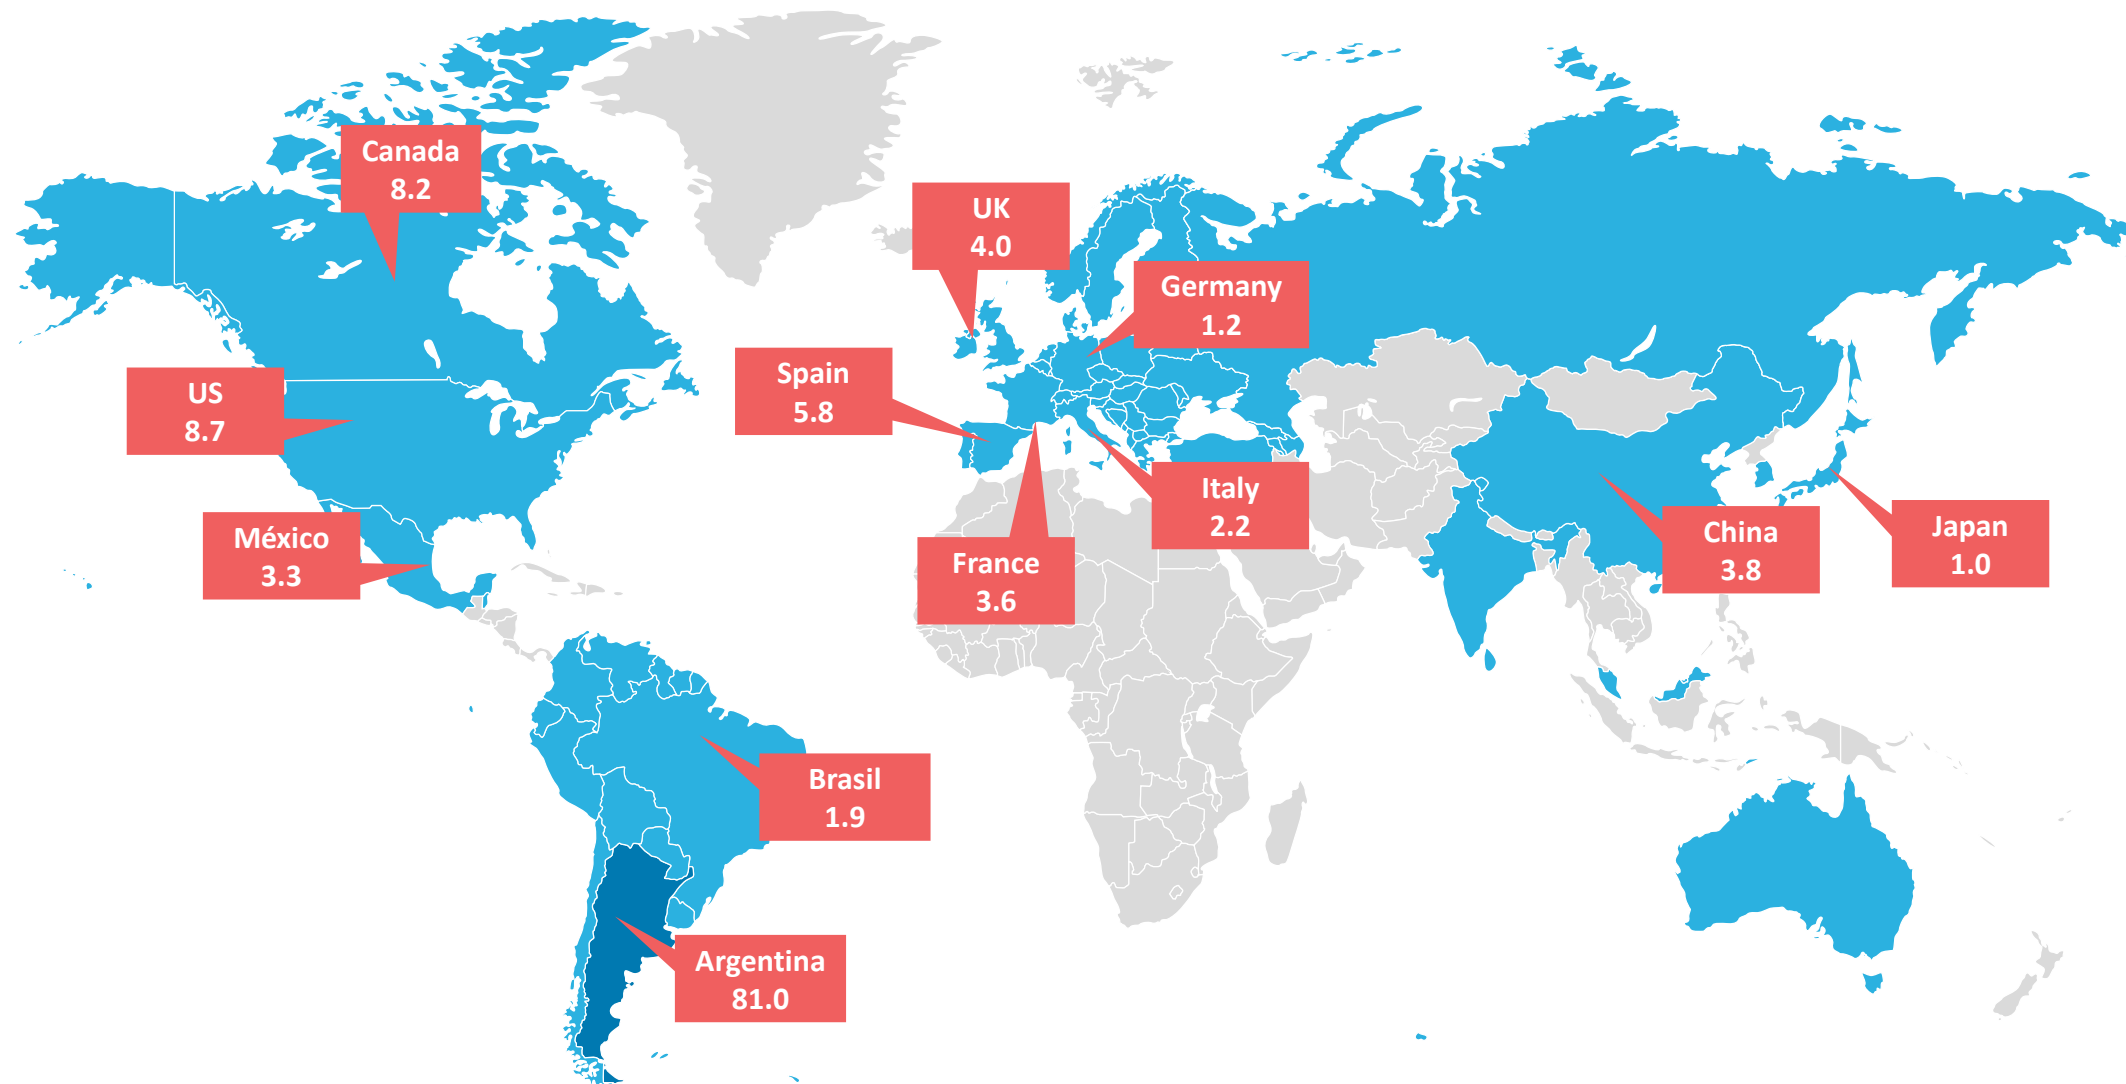 Canada
8.2
UK
4.0
Germany
1.2
Spain
5.8
US
8.7
Italy
2.2
México
3.3
France
3.6
China
3.8
Japan
1.0
Brasil
1.9
Argentina
81.0